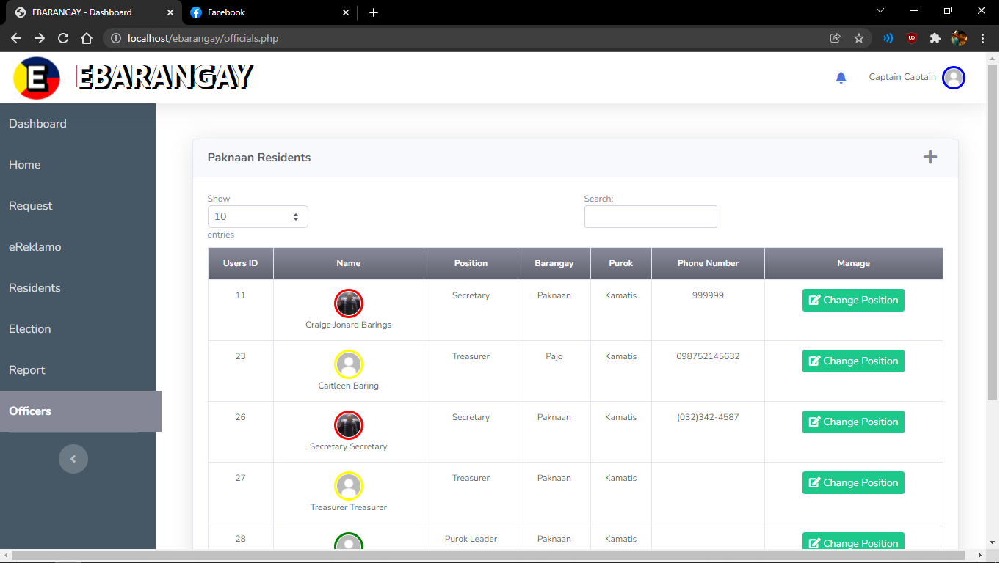 EBARANGAY - Dashboard
Facebook
localhost/ebarangay/officials.php
UD
E
EBARANGAY
Captain Captain
Dashboard
Home
Request
eReklamo
Residents
Election
Report
Officers
Paknaan Residents
Show
10
entries
Search:
Users ID Name Position Barangay Purok Phone Number Manage
11 Secretary Paknaan Kamatis 999999 Change Position
Craige Jonard Barings
23 Treasurer Pajo Kamatis 098752145632 Change Position
Caitleen Baring
26 Secretary Paknaan Kamatis (032)342-4587 Change Position
Secretary Secretary
27 Treasurer Paknaan Kamatis Change Position
Treasurer Treasurer
28 Purok Leader Paknaan Kamatis Change Position